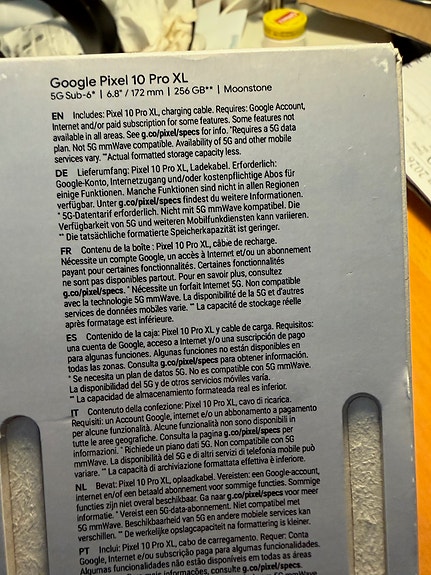 Google Pixel 10 Pro XL
5G Sub-6* | 6.8" / 172 mm | 256 GB** | Moonstone
EN Includes: Pixel 10 Pro XL, charging cable. Requires: Google Account,
Internet and/or paid subscription for some features. Some features not
available in all areas. See g.co/pixel/specs for info. *Requires a 5G data
plan. Not 5G mmWave compatible. Availability of 5G and other mobile
services vary. **Actual formatted storage capacity less.
DE Lieferumfang: Pixel 10 Pro XL, Ladekabel. Erforderlich:
Google-Konto, Internetzugang und/oder kostenpflichtige Abos für
einige Funktionen. Manche Funktionen sind nicht in allen Regionen
verfügbar. Unter g.co/pixel/specs findest du weitere Informationen.
* 5G-Datentarif erforderlich. Nicht mit 5G mmWave kompatibel. Die
Verfügbarkeit von 5G und weiteren Mobilfunkdiensten kann variieren.
** Die tatsächliche formatierte Speicherkapazität ist geringer.
FR Contenu de la boîte : Pixel 10 Pro XL, câble de recharge.
Nécessite un compte Google, un accès à Internet et/ou un abonnement
payant pour certaines fonctionnalités. Certaines fonctionnalités
ne sont pas disponibles partout. Pour en savoir plus, consultez
g.co/pixel/specs. * Nécessite un forfait Internet 5G. Non compatible
avec la technologie 5G mmWave. La disponibilité de la 5G et d'autres
services de données mobiles varie. ** La capacité de stockage réelle
après formatage est inférieure.
ES Contenido de la caja: Pixel 10 Pro XL y cable de carga. Requisitos:
una cuenta de Google, acceso a Internet y/o una suscripción de pago
para algunas funciones. Algunas funciones no están disponibles en
todas las zonas. Consulta g.co/pixel/specs para obtener información.
* Se necesita un plan de datos 5G. No es compatible con 5G mmWave.
La disponibilidad del 5G y de otros servicios móviles varía.
** La capacidad de almacenamiento formateada real es inferior.
IT Contenuto della confezione: Pixel 10 Pro XL, cavo di ricarica.
Requisiti: un Account Google, internet e/o un abbonamento a pagamento
per alcune funzionalità. Alcune funzionalità non sono disponibili in
tutte le aree geografiche. Consulta la pagina g.co/pixel/specs per
informazioni. * Richiede un piano dati 5G. Non compatibile con 5G
mmWave. La disponibilità del 5G e di altri servizi di telefonia mobile può
variare. ** La capacità di archiviazione formattata effettiva è inferiore.
NL Bevat: Pixel 10 Pro XL, oplaadkabel. Vereisten: een Google-account,
internet en/of een betaald abonnement voor sommige functies. Sommige
functies zijn niet overal beschikbaar. Ga naar g.co/pixel/specs voor meer
informatie. * Vereist een 5G-data-abonnement. Niet compatibel met
5G mmWave. Beschikbaarheid van 5G en andere mobiele services kan
verschillen. ** De werkelijke opslagcapaciteit na formattering is kleiner.
PT Inclui: Pixel 10 Pro XL, cabo de carregamento. Requer: Conta
Google, Internet e/ou subscrição paga para algumas funcionalidades.
Algumas funcionalidades não estão disponíveis em todas as áreas
mais informações, consulte g.co/pixel/specs